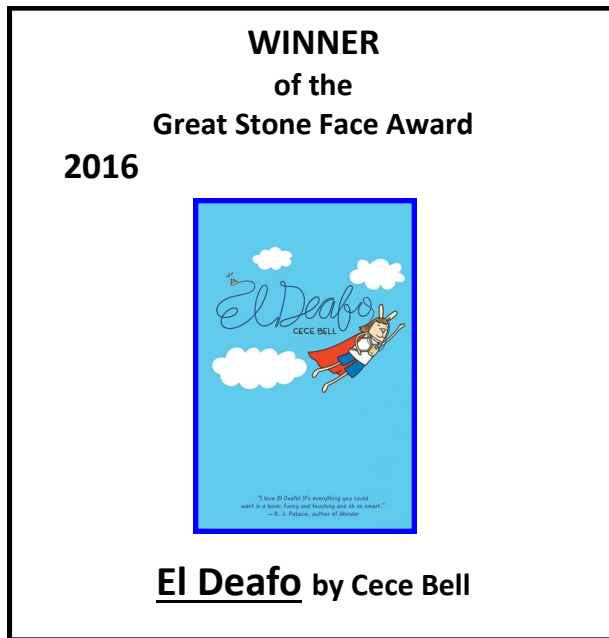 WINNER
of the
Great Stone Face Award
2016
El Deafo
CECE BELL
"I love El Deafo! It's everything you could
want in a book: funny and touching and oh so smart."
— R. J. Palacio, author of Wonder
El Deafo by Cece Bell